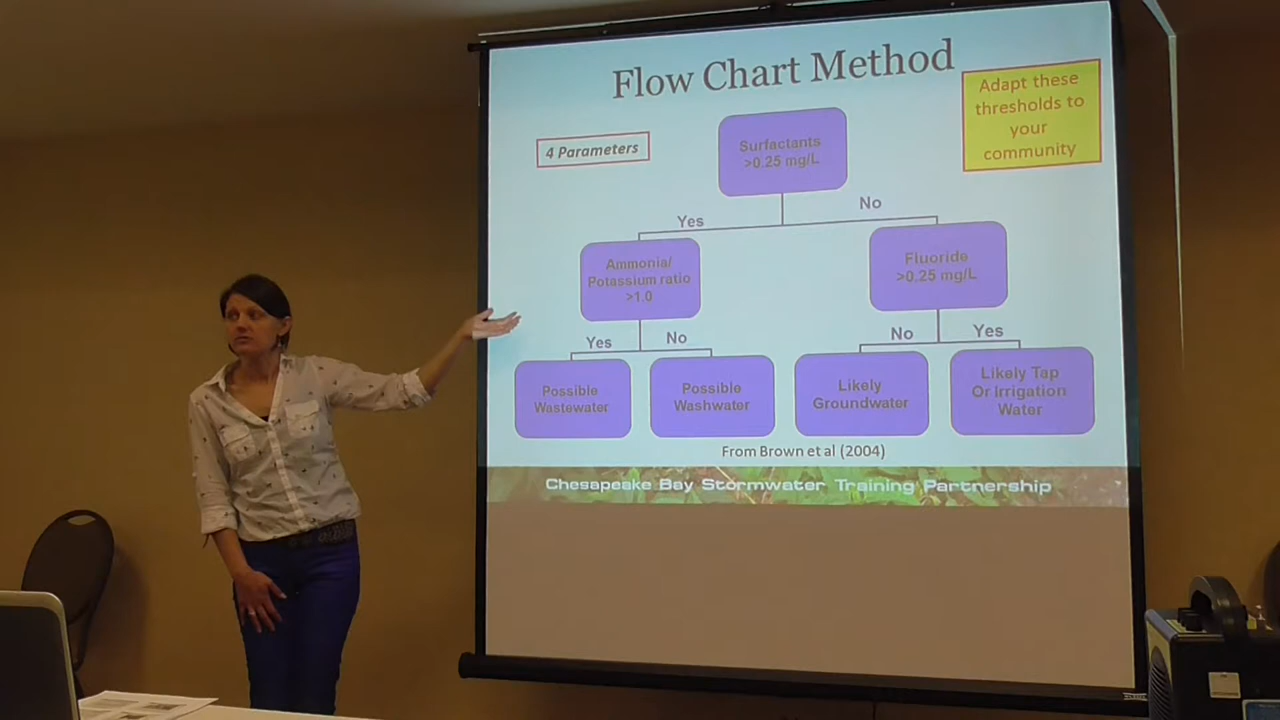 Flow Chart Method
Adapt these
thresholds to
your
community
4 Parameters
Surfactants
>0.25 mg/L
Yes
No
Ammonia/
Potassium ratio
>1.0
Fluoride
>0.25 mg/L
Yes
No
No
Yes
Possible
Wastewater
Possible
Washwater
Likely
Groundwater
Likely Tap
Or Irrigation
Water
From Brown et al (2004)
Chesapeake Bay Stormwater Training Partnership